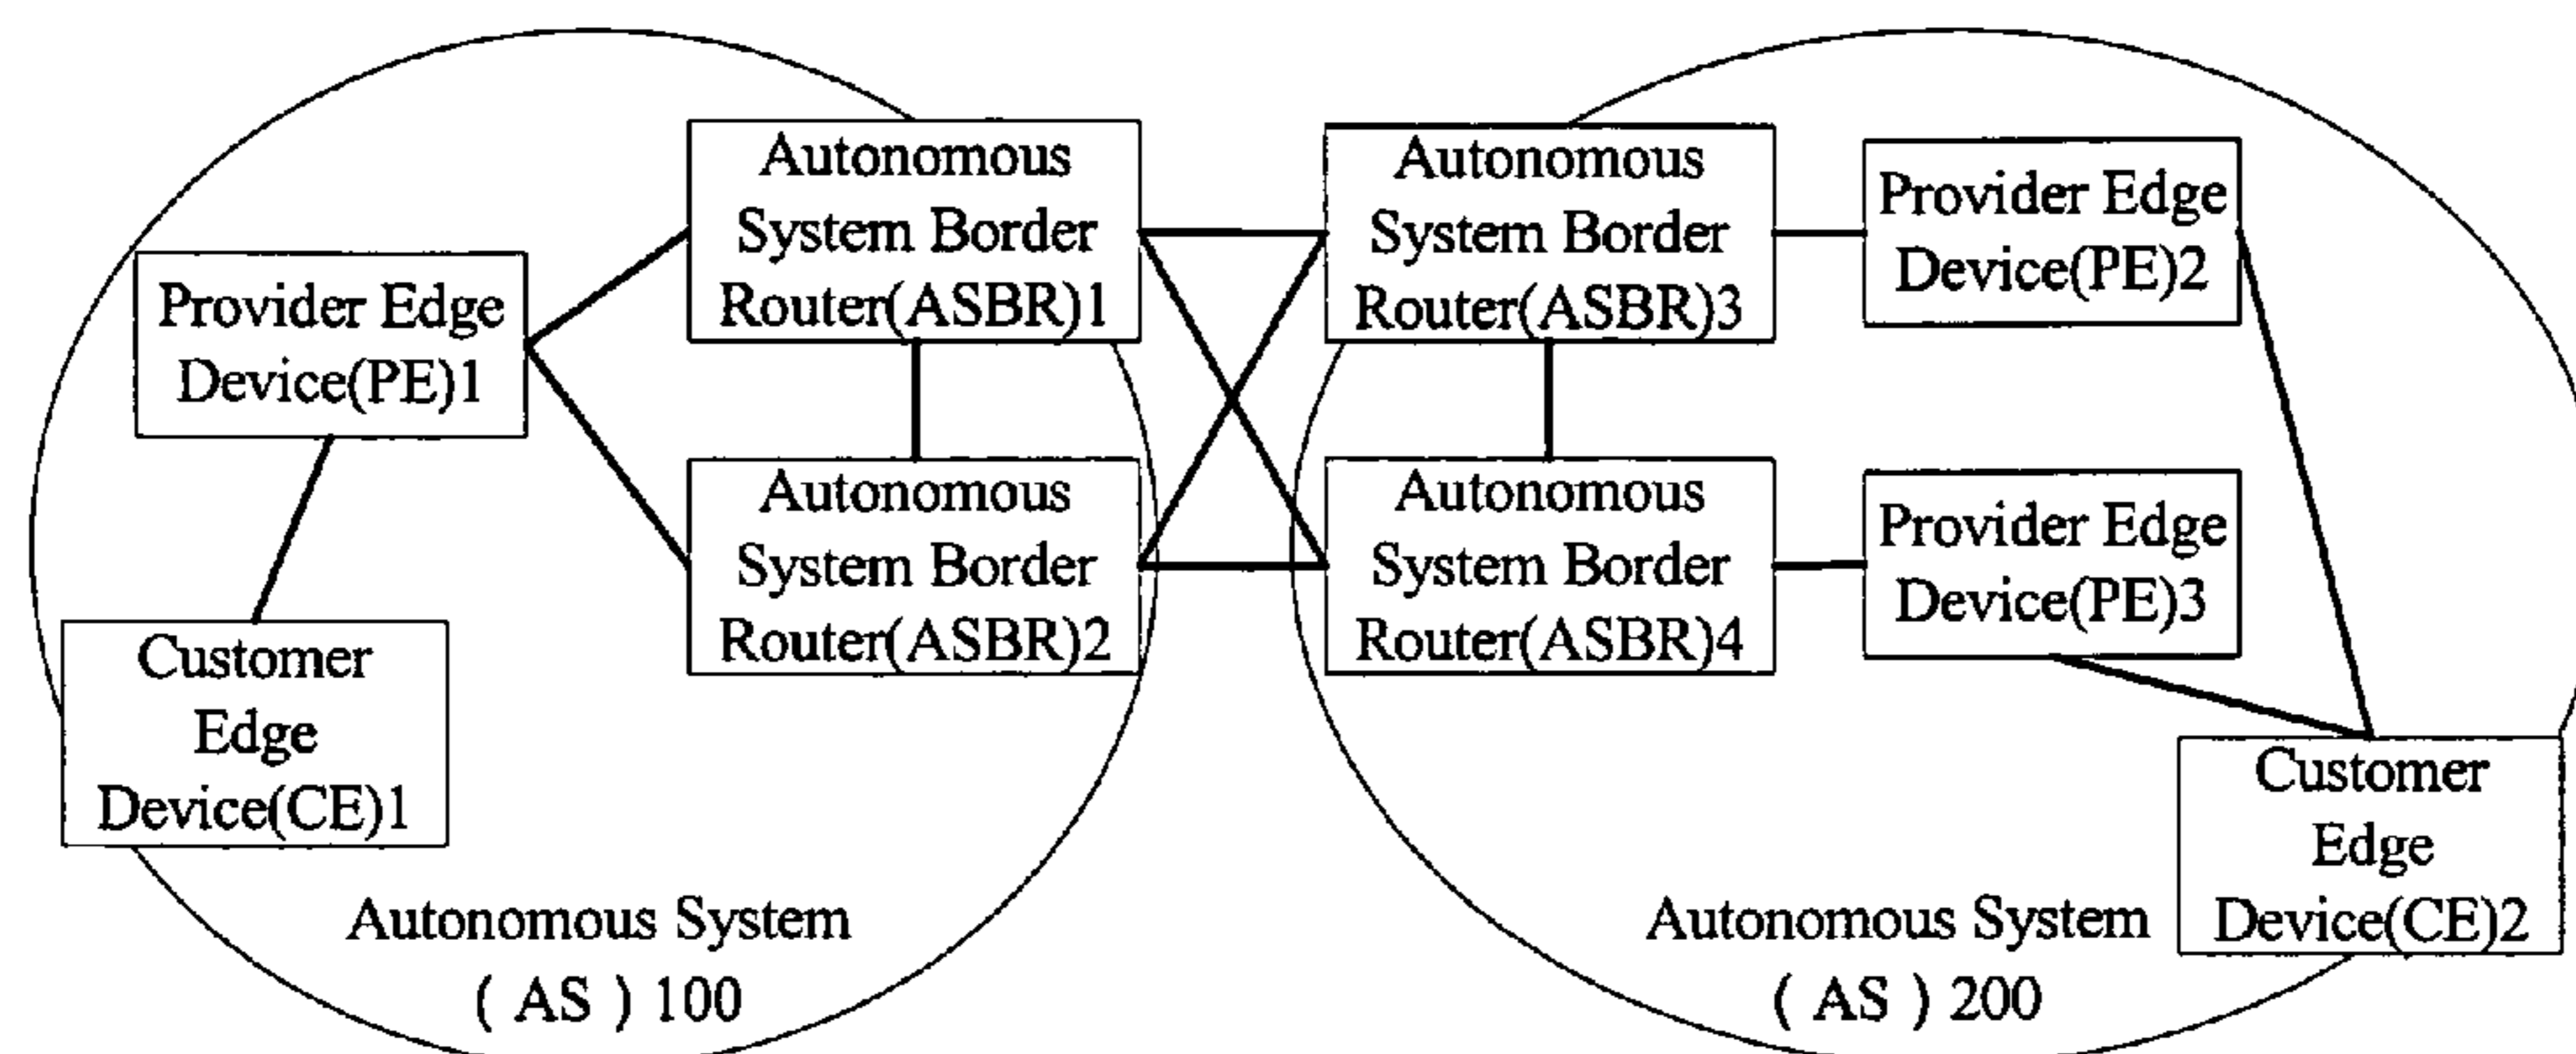 Autonomous
System Border
Router(ASBR)1
Autonomous
System Border
Router(ASBR)3
Provider Edge
Device(PE)2
Provider Edge
Device(PE)1
Autonomous
System Border
Router(ASBR)2
Autonomous
System Border
Router(ASBR)4
Provider Edge
Device(PE)3
Customer
Edge
Device(CE)1
Customer
Edge
Device(CE)2
Autonomous System
( AS ) 100
Autonomous System
( AS ) 200